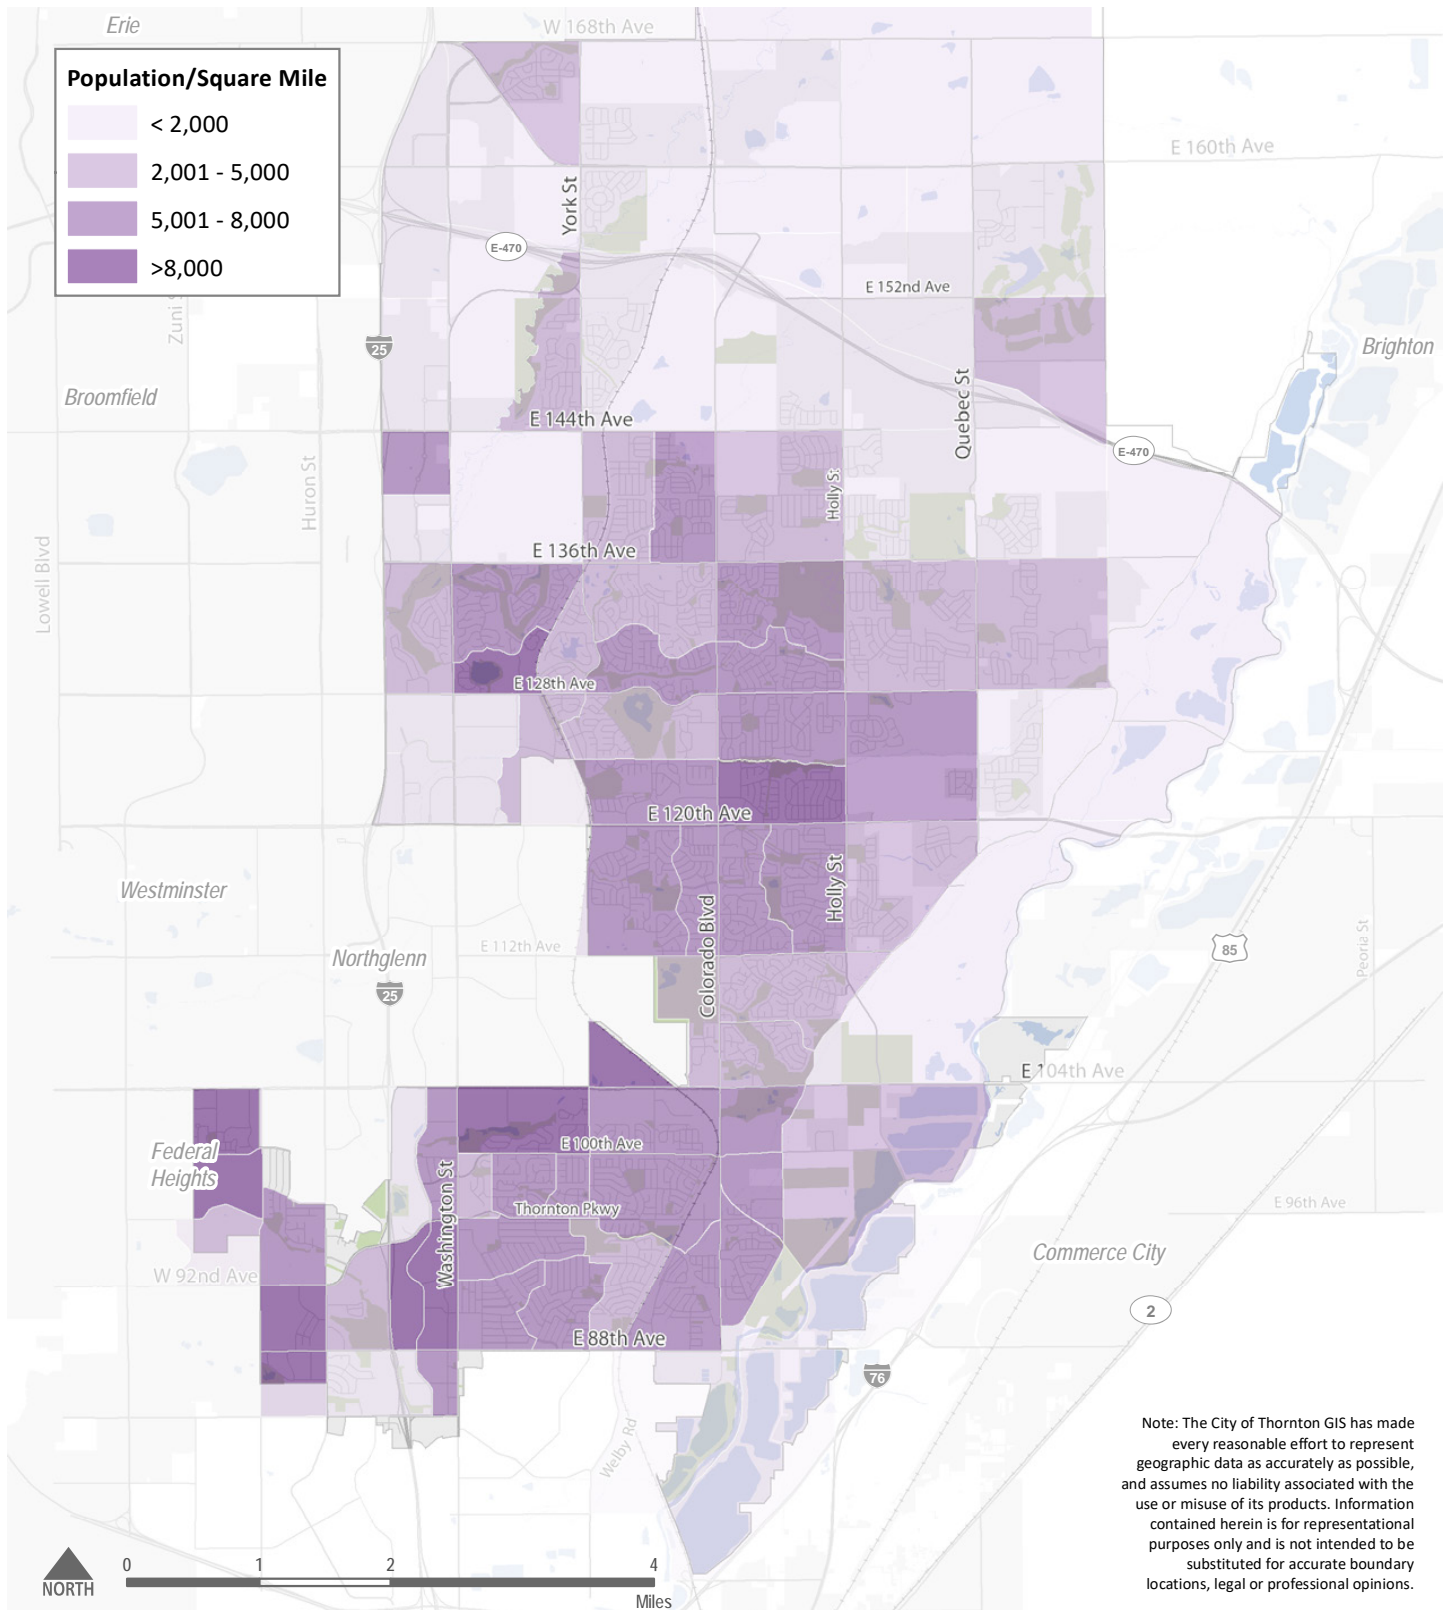 Erie
W 168th Ave
Population/Square Mile
< 2,000
2,001 - 5,000
5,001 - 8,000
>8,000
E 160th Ave
York St
E-470
E 152nd Ave
Zuni S
25
Brighton
Broomfield
Quebec St
E 144th Ave
E-470
Huron St
Holly S
Lowell Blvd
E 136th Ave
E 128th Ave
E 120th Ave
Westminster
Holly St
Colorado Blvd
E 112th Ave
Northglenn
85
Peoria St
25
E 104th Ave
Federal
Heights
E 100th Ave
Washington St
Thornton Pkwy
E 96th Ave
Commerce City
W 92nd Ave
2
E 88th Ave
76
Welby Rd
Note: The City of Thornton GIS has made
every reasonable effort to represent
geographic data as accurately as possible,
and assumes no liability associated with the
use or misuse of its products. Information
contained herein is for representational
purposes only and is not intended to be
substituted for accurate boundary
locations, legal or professional opinions.
NORTH
0 1 2 4
Miles